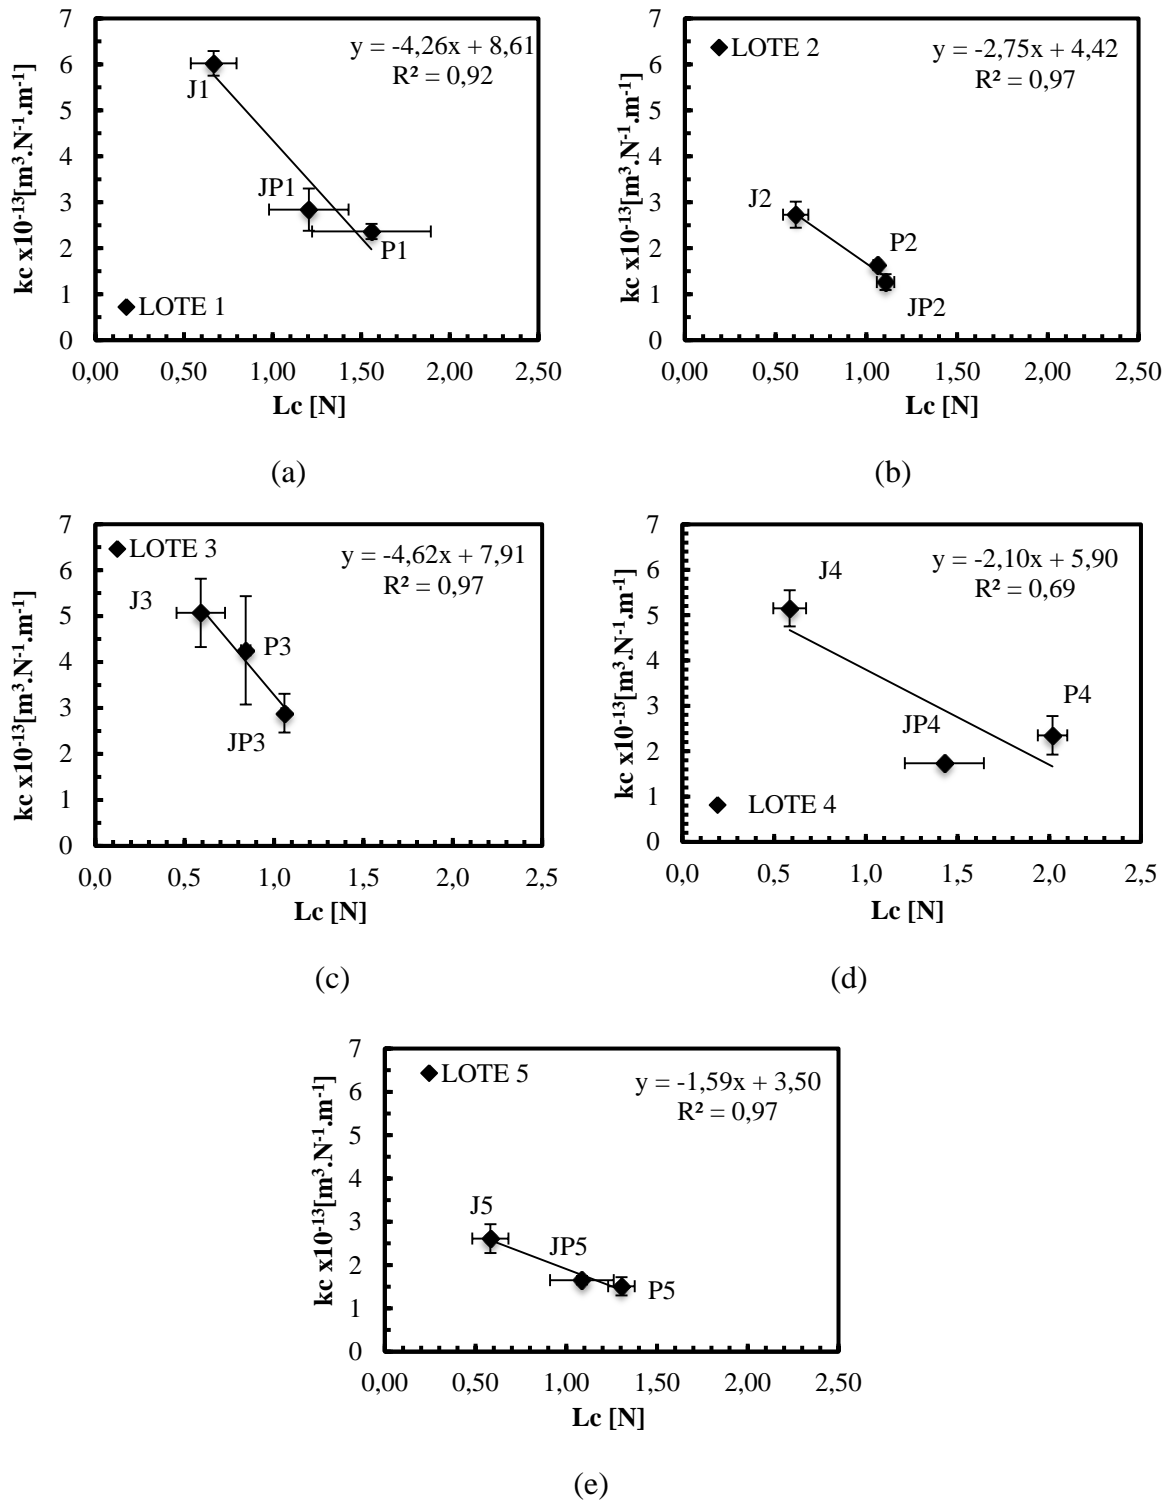 7
6
5
4
3
2
1
0
kc x10⁻¹³[m³.N⁻¹.m⁻¹]
y = -4,26x + 8,61
R² = 0,92
J1
JP1
P1
LOTE 1
0,00 0,50 1,00 1,50 2,00 2,50
Lc [N]
(a)
7
6
5
4
3
2
1
0
kc x10⁻¹³[m³.N⁻¹.m⁻¹]
LOTE 2
y = -2,75x + 4,42
R² = 0,97
J2
P2
JP2
0,00 0,50 1,00 1,50 2,00 2,50
Lc [N]
(b)
7
6
5
4
3
2
1
0
kc x10⁻¹³[m³.N⁻¹.m⁻¹]
LOTE 3
y = -4,62x + 7,91
R² = 0,97
J3
P3
JP3
0,0 0,5 1,0 1,5 2,0 2,5
Lc [N]
(c)
7
6
5
4
3
2
1
0
kc x10⁻¹³[m³.N⁻¹.m⁻¹]
y = -2,10x + 5,90
R² = 0,69
J4
P4
JP4
LOTE 4
0,0 0,5 1,0 1,5 2,0 2,5
Lc [N]
(d)
7
6
5
4
3
2
1
0
kc x10⁻¹³[m³.N⁻¹.m⁻¹]
LOTE 5
y = -1,59x + 3,50
R² = 0,97
J5
JP5
P5
0,00 0,50 1,00 1,50 2,00 2,50
Lc [N]
(e)